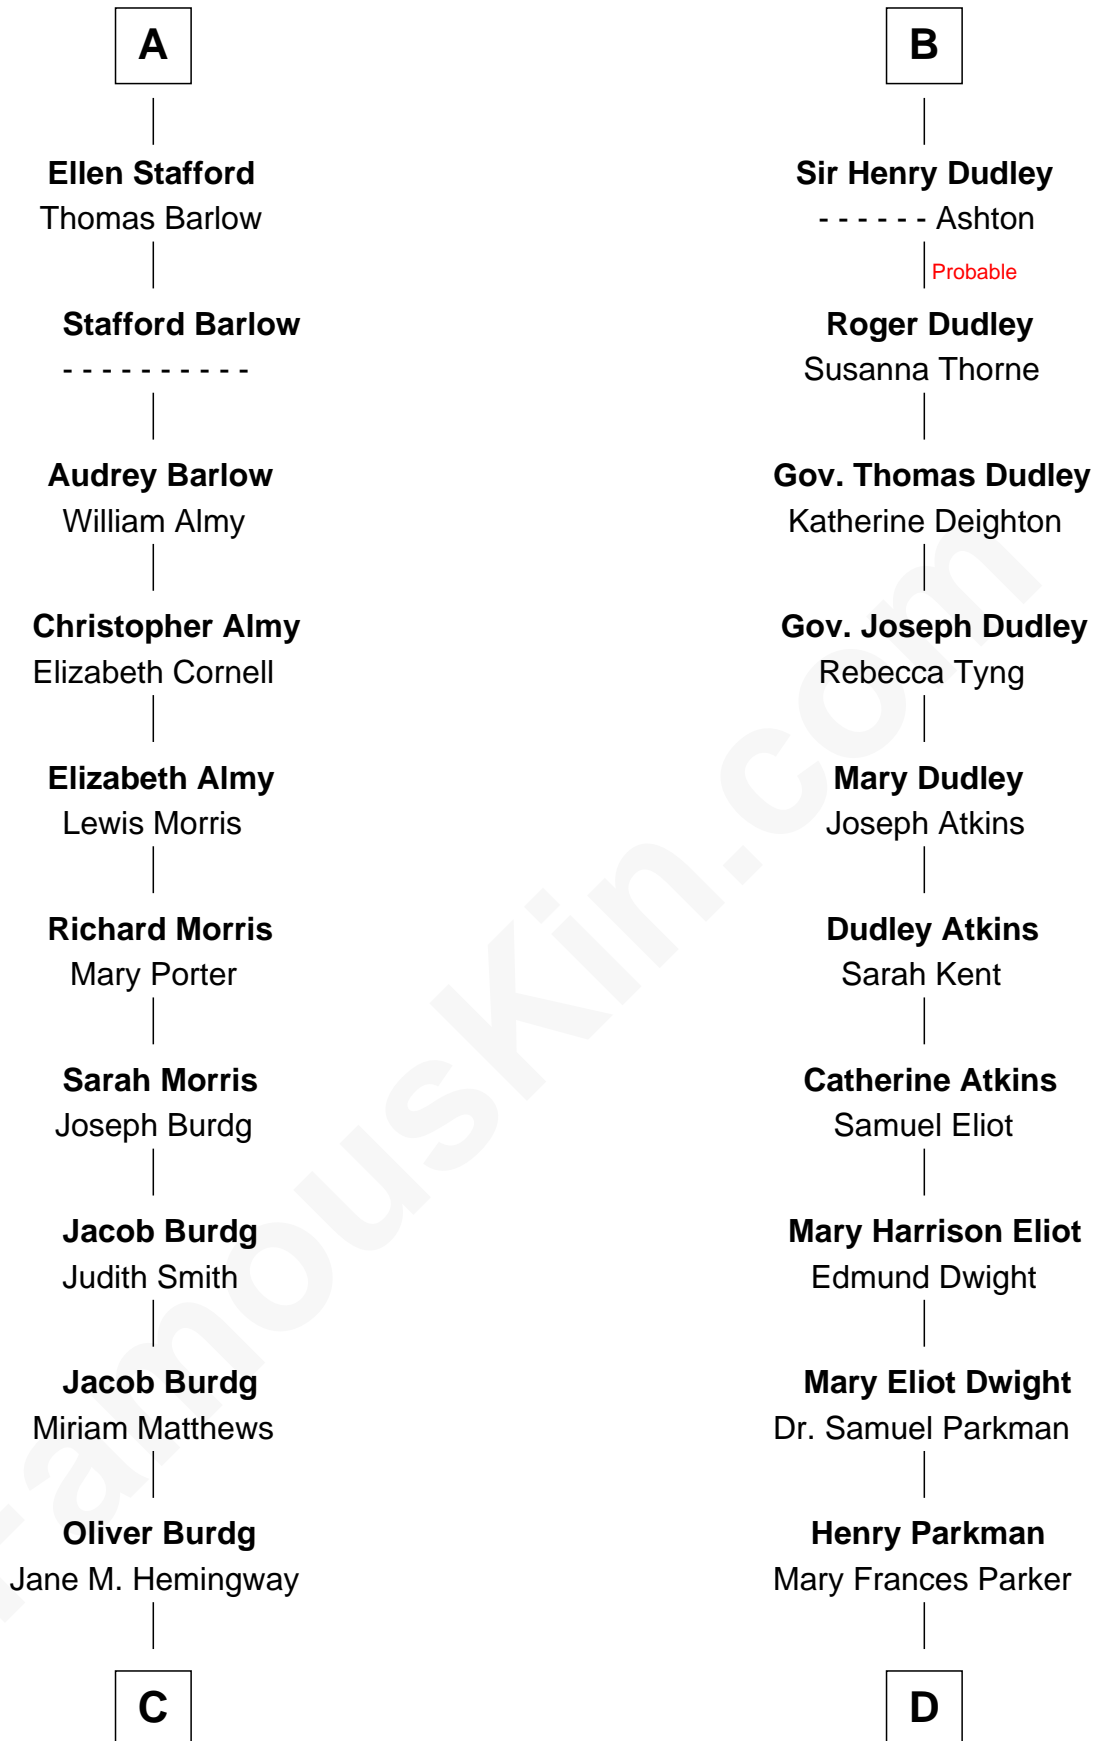 A
Ellen Stafford
Thomas Barlow
Stafford Barlow
- - - - - - - - - -
Audrey Barlow
William Almy
Christopher Almy
Elizabeth Cornell
Elizabeth Almy
Lewis Morris
Richard Morris
Mary Porter
Sarah Morris
Joseph Burdg
Jacob Burdg
Judith Smith
Jacob Burdg
Miriam Matthews
Oliver Burdg
Jane M. Hemingway
C
B
Sir Henry Dudley
- - - - - - Ashton
Probable
Roger Dudley
Susanna Thorne
Gov. Thomas Dudley
Katherine Deighton
Gov. Joseph Dudley
Rebecca Tyng
Mary Dudley
Joseph Atkins
Dudley Atkins
Sarah Kent
Catherine Atkins
Samuel Eliot
Mary Harrison Eliot
Edmund Dwight
Mary Eliot Dwight
Dr. Samuel Parkman
Henry Parkman
Mary Frances Parker
D
FamousKin.com